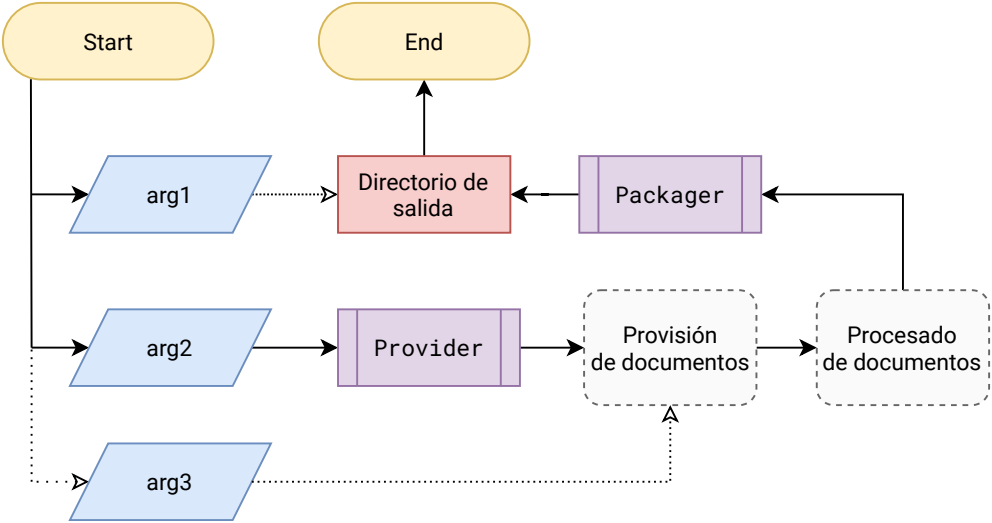 Start
End
arg1
Directorio de
salida
Packager
arg2
Provider
Provisión
de documentos
Procesado
de documentos
arg3